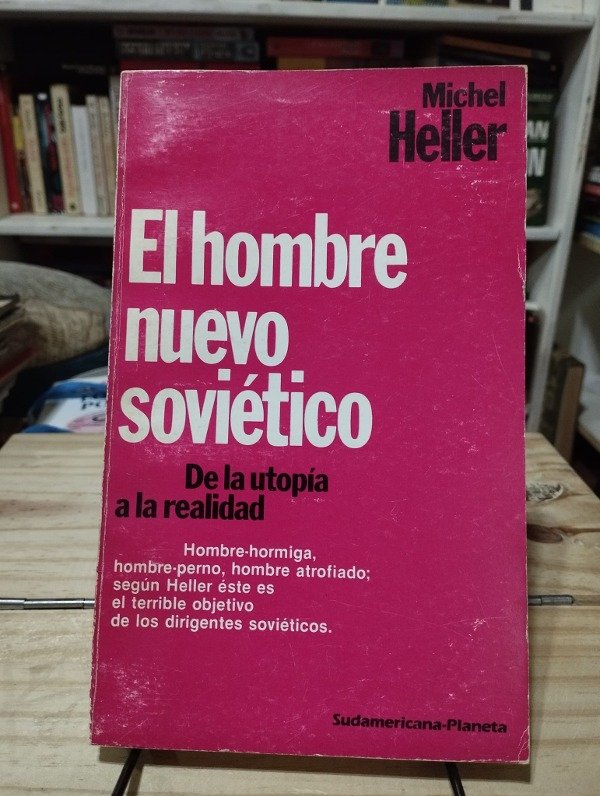 Michel
Heller
El hombre
nuevo
soviético
De la utopía
a la realidad
Hombre-hormiga,
hombre-perno, hombre atrofiado;
según Heller éste es
el terrible objetivo
de los dirigentes soviéticos.
Sudamericana-Planeta